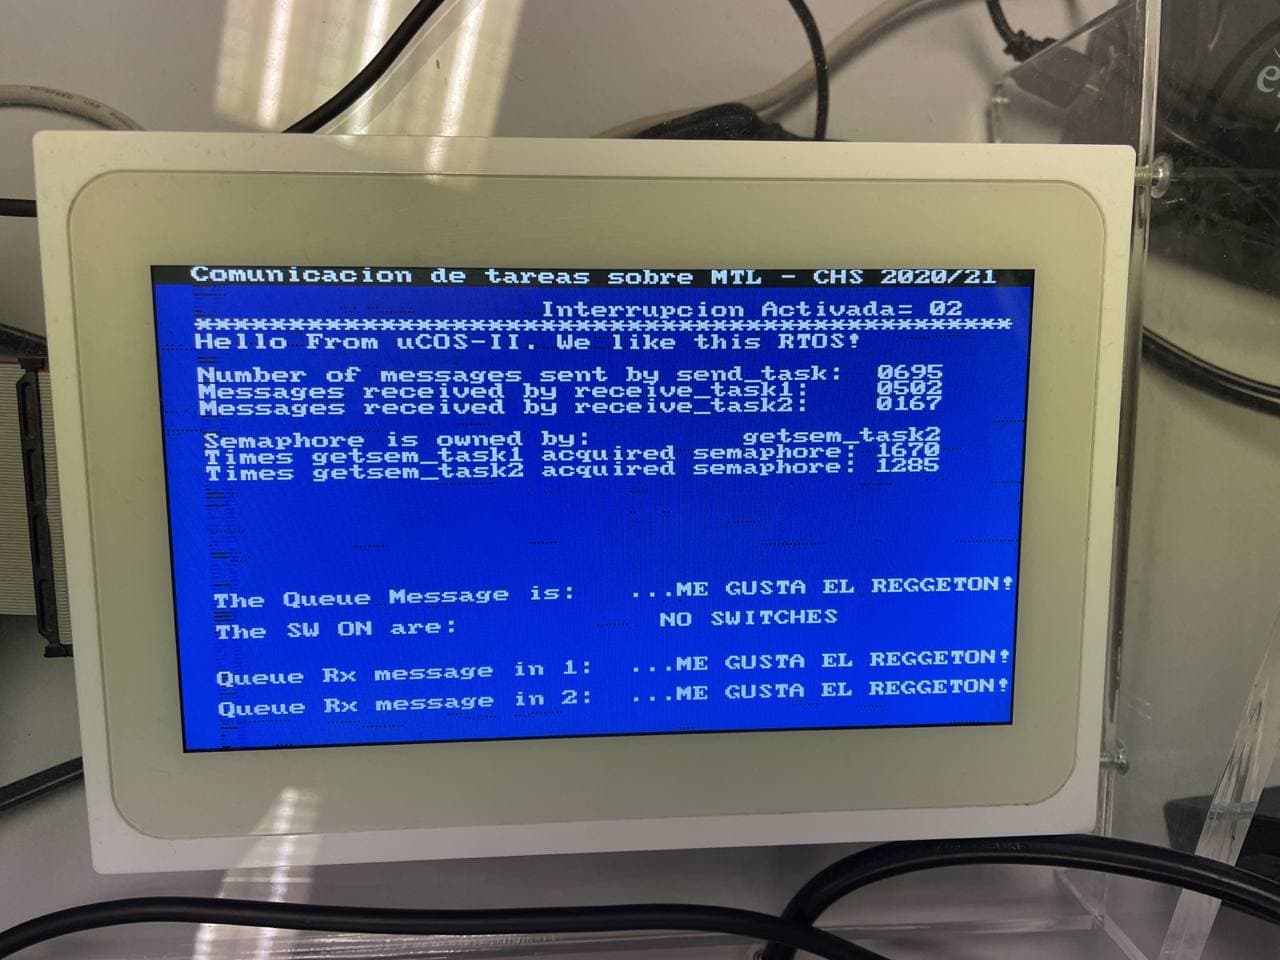 Comunicacion de tareas sobre MTL - CHS 2020/21
Interrupcion Activada= 02
*********************************************
Hello From uCOS-II. We like this RTOS!
Number of messages sent by send_task: 0695
Messages received by receive_task1: 0502
Messages received by receive_task2: 0167
Semaphore is owned by: getsem_task2
Times getsem_task1 acquired semaphore: 1670
Times getsem_task2 acquired semaphore: 1285
The Queue Message is: ...ME GUSTA EL REGGETON!
The SW ON are: NO SWITCHES
Queue Rx message in 1: ...ME GUSTA EL REGGETON!
Queue Rx message in 2: ...ME GUSTA EL REGGETON!